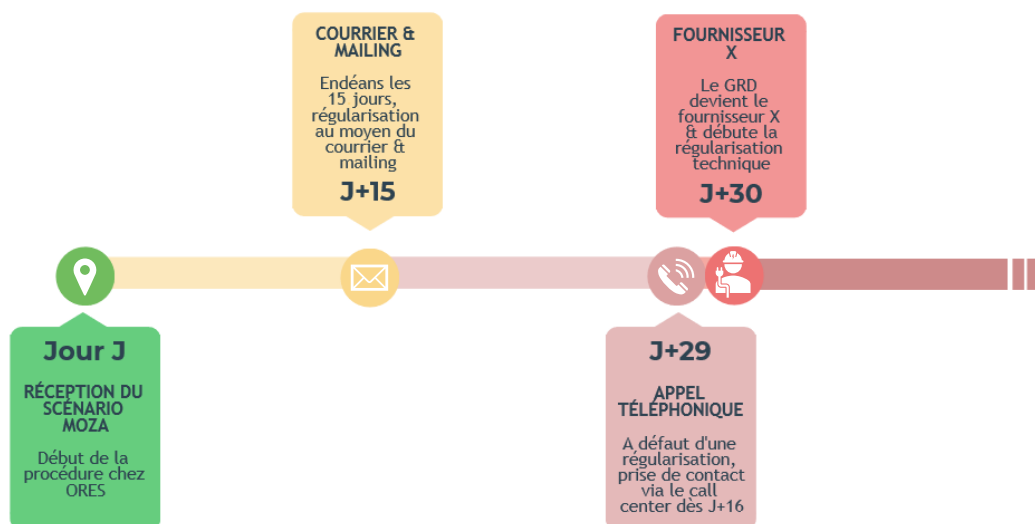 COURRIER &
MAILING
Endéans les
15 jours,
régularisation
au moyen du
courrier &
mailing
J+15
FOURNISSEUR
X
Le GRD
devient le
fournisseur X
& débute la
régularisation
technique
J+30
Jour J
RÉCEPTION DU
SCÉNARIO
MOZA
Début de la
procédure chez
ORES
J+29
APPEL
TÉLÉPHONIQUE
A défaut d'une
régularisation,
prise de contact
via le call
center dès J+16